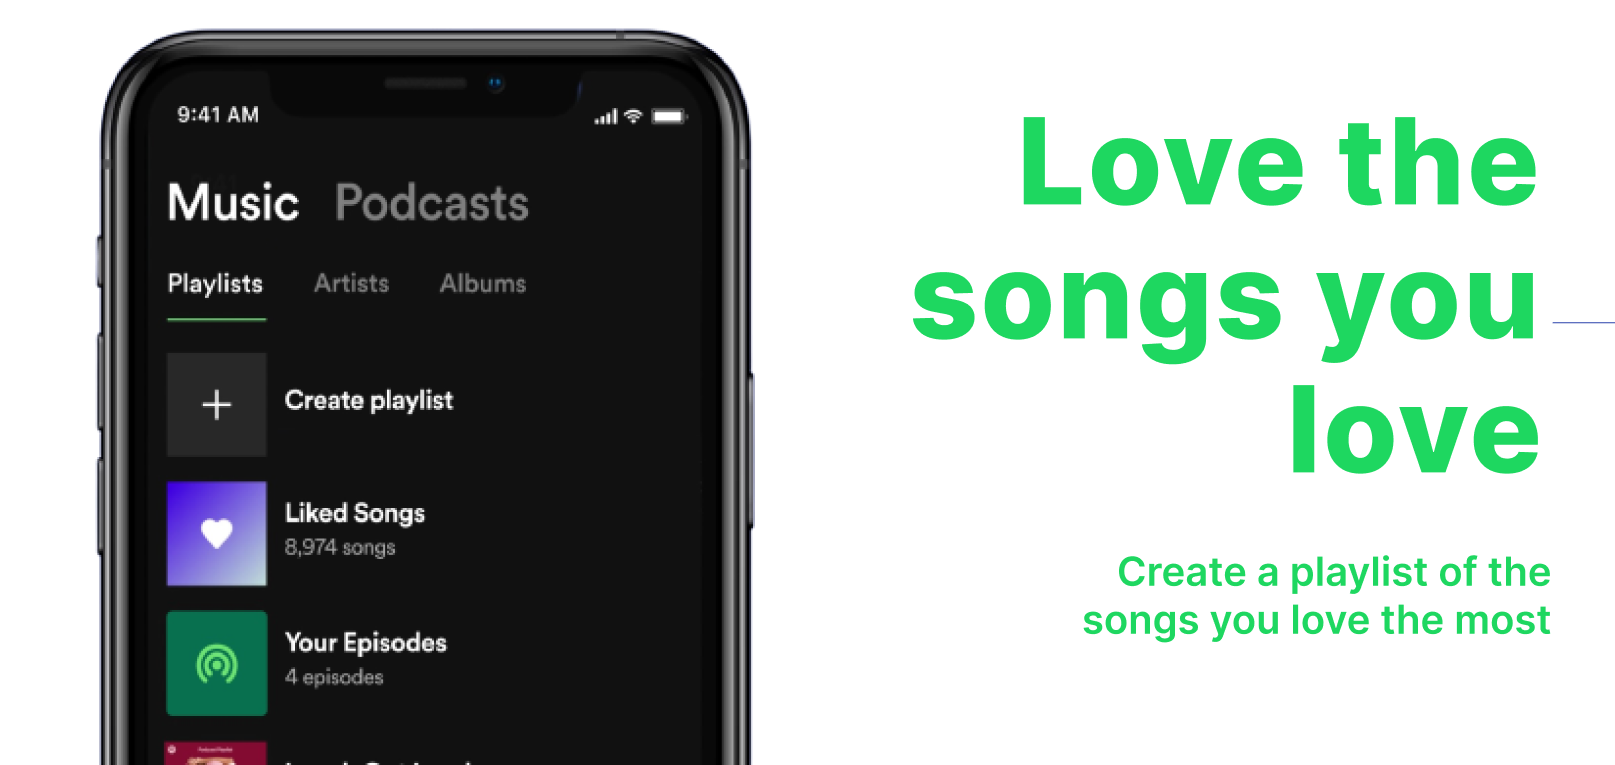 9:41 AM
Music Podcasts
Playlists Artists Albums
Create playlist
Liked Songs
8,974 songs
Your Episodes
4 episodes
Love the
songs you
love
Create a playlist of the
songs you love the most